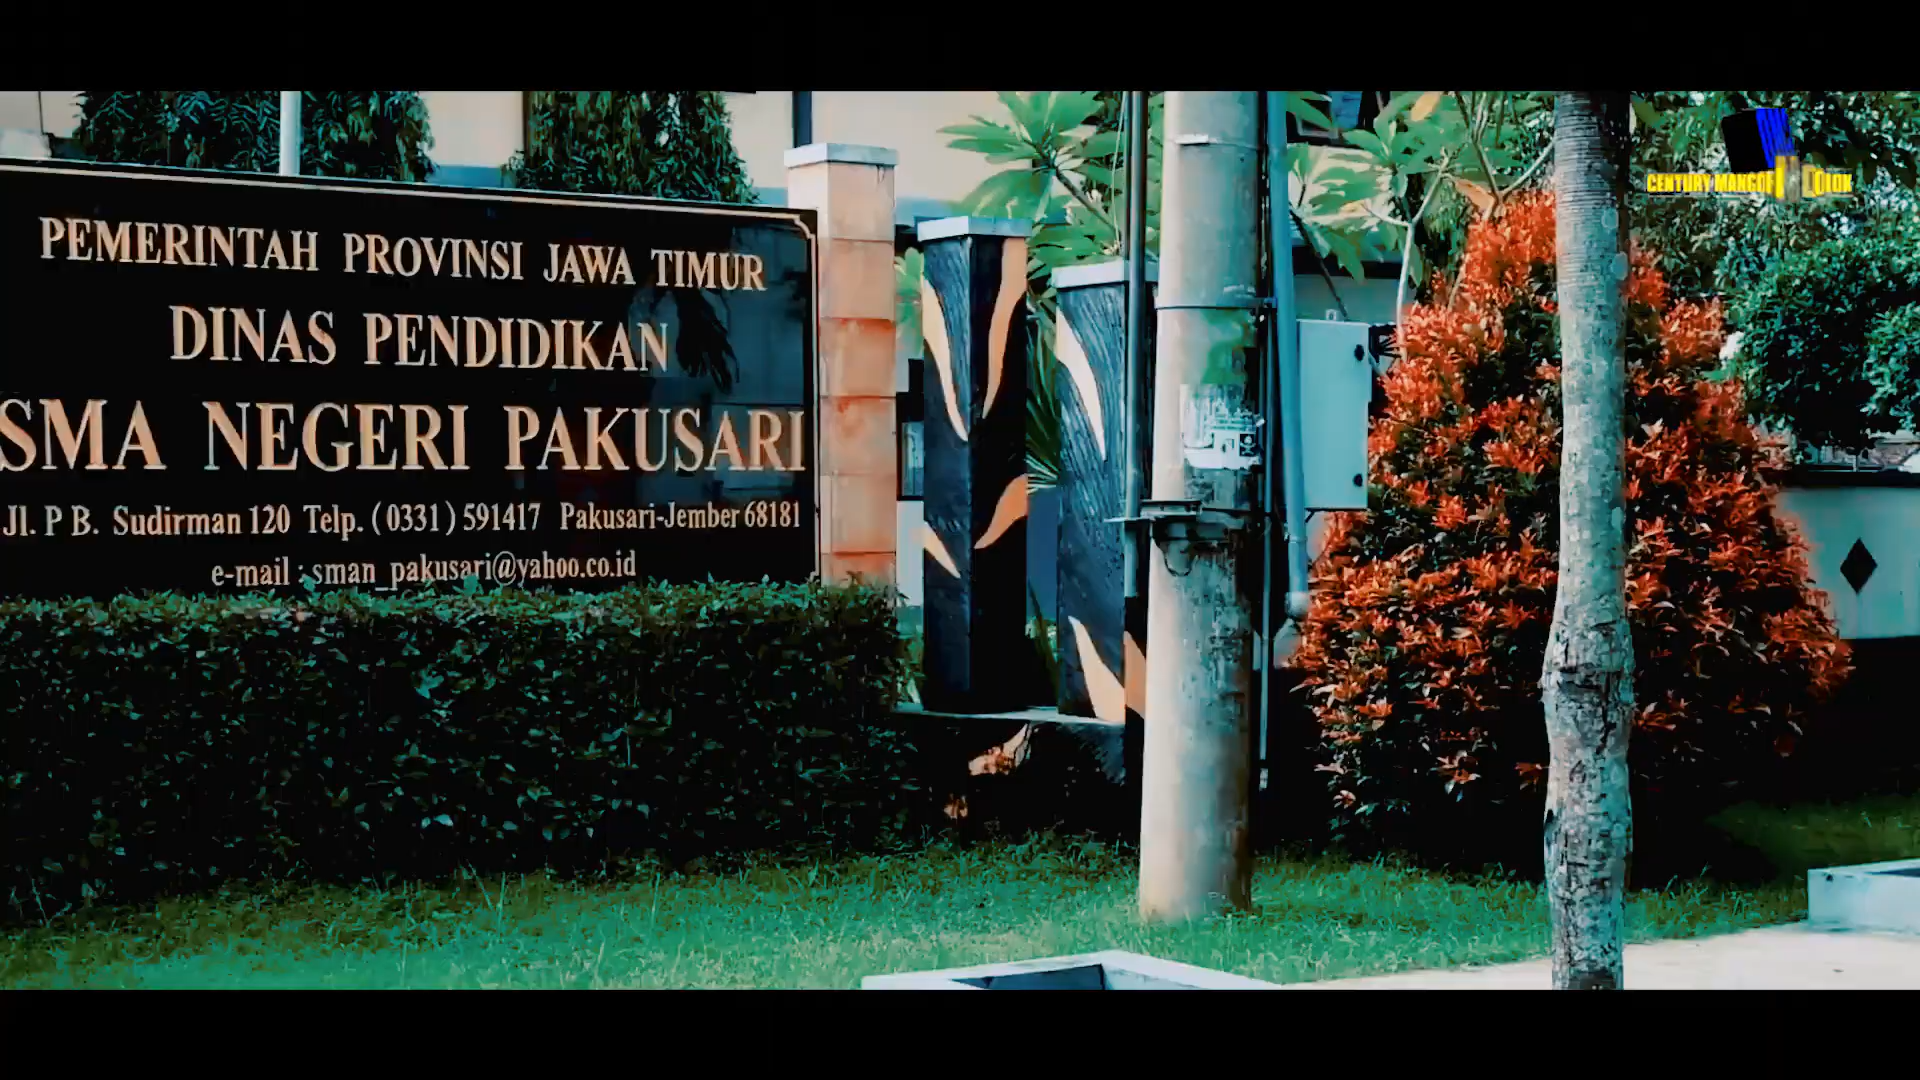 PEMERINTAH PROVINSI JAWA TIMUR
DINAS PENDIDIKAN
SMA NEGERI PAKUSARI
Jl. P B. Sudirman 120 Telp. (0331) 591417 Pakusari-Jember 68181
e-mail : sman_pakusari@yahoo.co.id
CENTURY